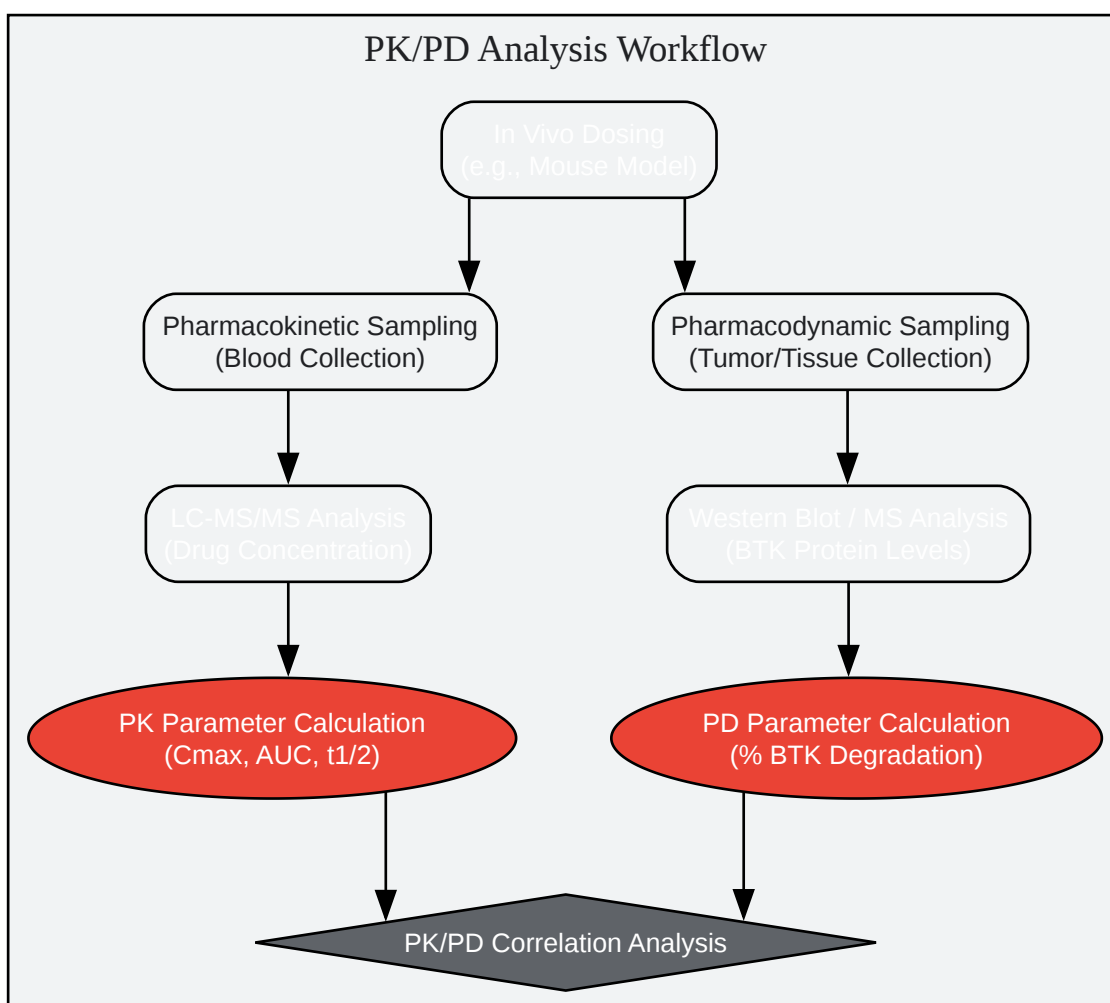 PK/PD Analysis Workflow
In Vivo Dosing
(e.g., Mouse Model)
Pharmacokinetic Sampling
(Blood Collection)
Pharmacodynamic Sampling
(Tumor/Tissue Collection)
LC-MS/MS Analysis
(Drug Concentration)
Western Blot / MS Analysis
(BTK Protein Levels)
PK Parameter Calculation
(Cmax, AUC, t1/2)
PD Parameter Calculation
(% BTK Degradation)
PK/PD Correlation Analysis